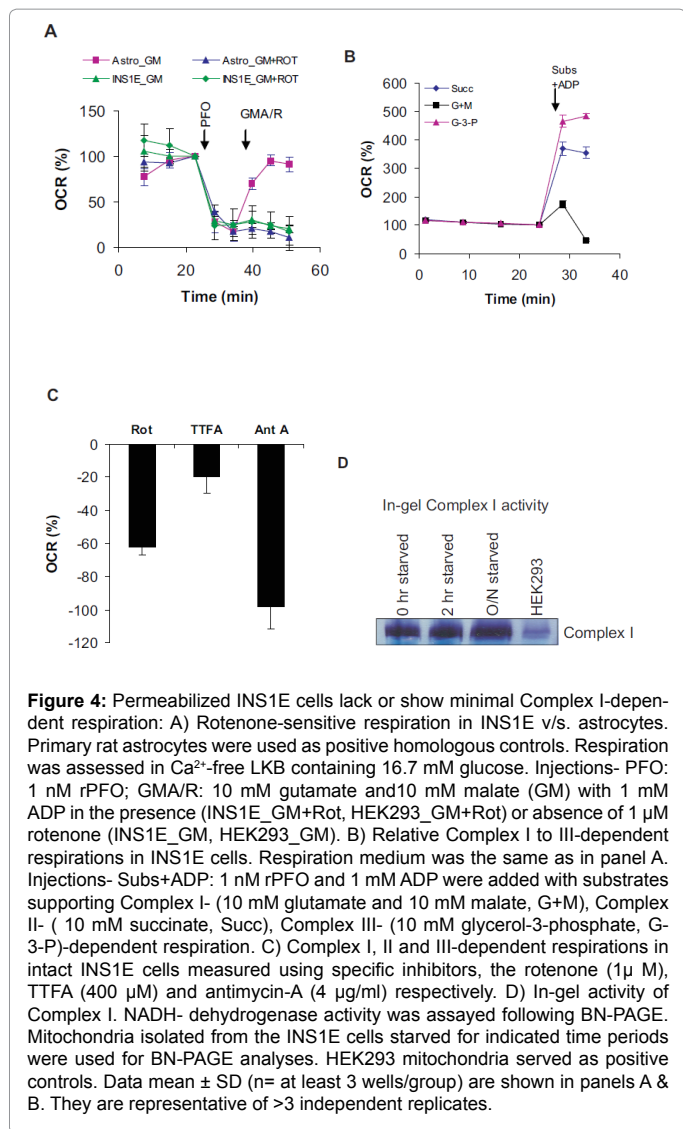 A
Astro_GM
Astro_GM+ROT
INS1E_GM
INS1E_GM+ROT
PFO
GMA/R
150
100
50
0
OCR (%)
0 20 40 60
Time (min)
B
Subs
+ADP
Succ
G+M
G-3-P
600
500
400
300
200
100
0
OCR (%)
0 10 20 30 40
Time (min)
C
Rot TTFA Ant A
0
-20
-40
-60
-80
-100
-120
OCR (%)
D
In-gel Complex I activity
0 hr starved
2 hr starved
O/N starved
HEK293
Complex I
Figure 4: Permeabilized INS1E cells lack or show minimal Complex I-depen-
dent respiration: A) Rotenone-sensitive respiration in INS1E v/s. astrocytes.
Primary rat astrocytes were used as positive homologous controls. Respiration
was assessed in Ca²⁺-free LKB containing 16.7 mM glucose. Injections- PFO:
1 nM rPFO; GMA/R: 10 mM gutamate and10 mM malate (GM) with 1 mM
ADP in the presence (INS1E_GM+Rot, HEK293_GM+Rot) or absence of 1 µM
rotenone (INS1E_GM, HEK293_GM). B) Relative Complex I to III-dependent
respirations in INS1E cells. Respiration medium was the same as in panel A.
Injections- Subs+ADP: 1 nM rPFO and 1 mM ADP were added with substrates
supporting Complex I- (10 mM glutamate and 10 mM malate, G+M), Complex
II- ( 10 mM succinate, Succ), Complex III- (10 mM glycerol-3-phosphate, G-
3-P)-dependent respiration. C) Complex I, II and III-dependent respirations in
intact INS1E cells measured using specific inhibitors, the rotenone (1µ M),
TTFA (400 µM) and antimycin-A (4 µg/ml) respectively. D) In-gel activity of
Complex I. NADH- dehydrogenase activity was assayed following BN-PAGE.
Mitochondria isolated from the INS1E cells starved for indicated time periods
were used for BN-PAGE analyses. HEK293 mitochondria served as positive
controls. Data mean ± SD (n= at least 3 wells/group) are shown in panels A &
B. They are representative of >3 independent replicates.